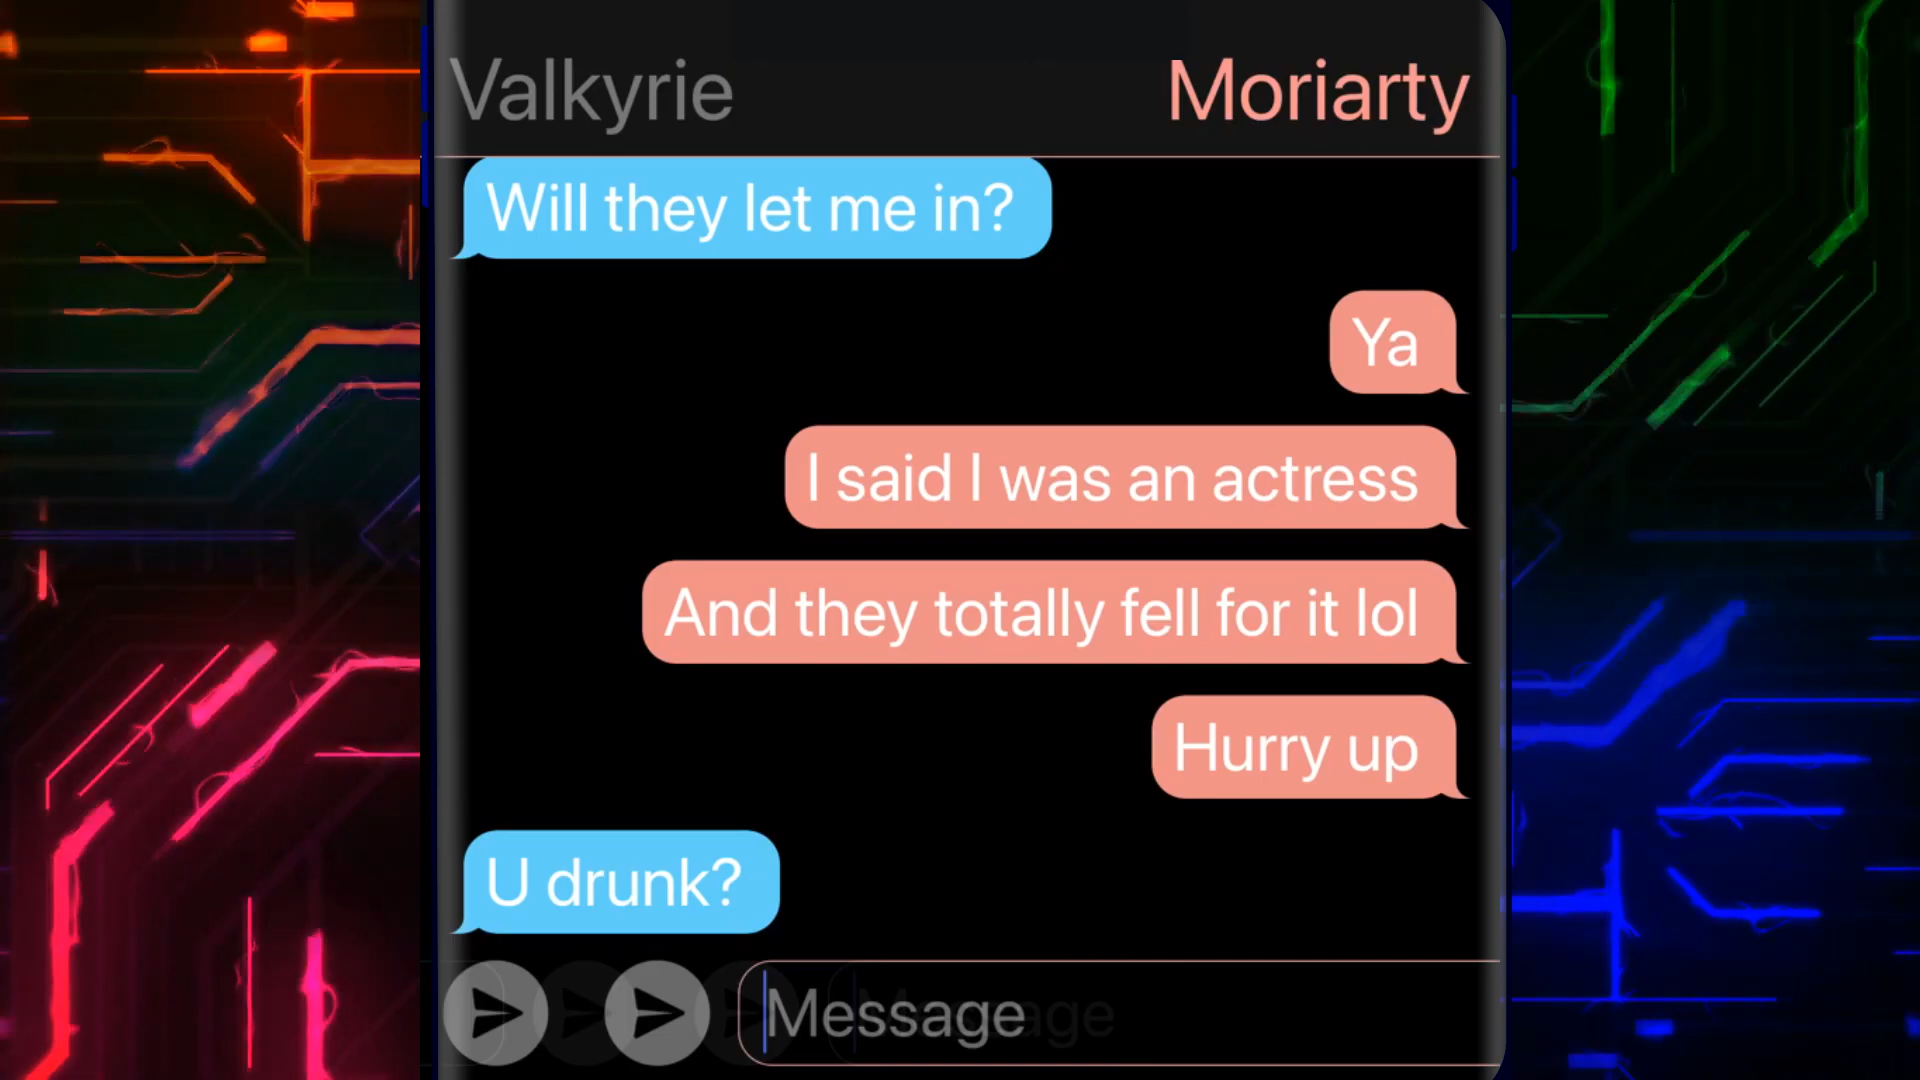 Valkyrie Moriarty
Will they let me in?
Ya
I said I was an actress
And they totally fell for it lol
Hurry up
U drunk?
Message